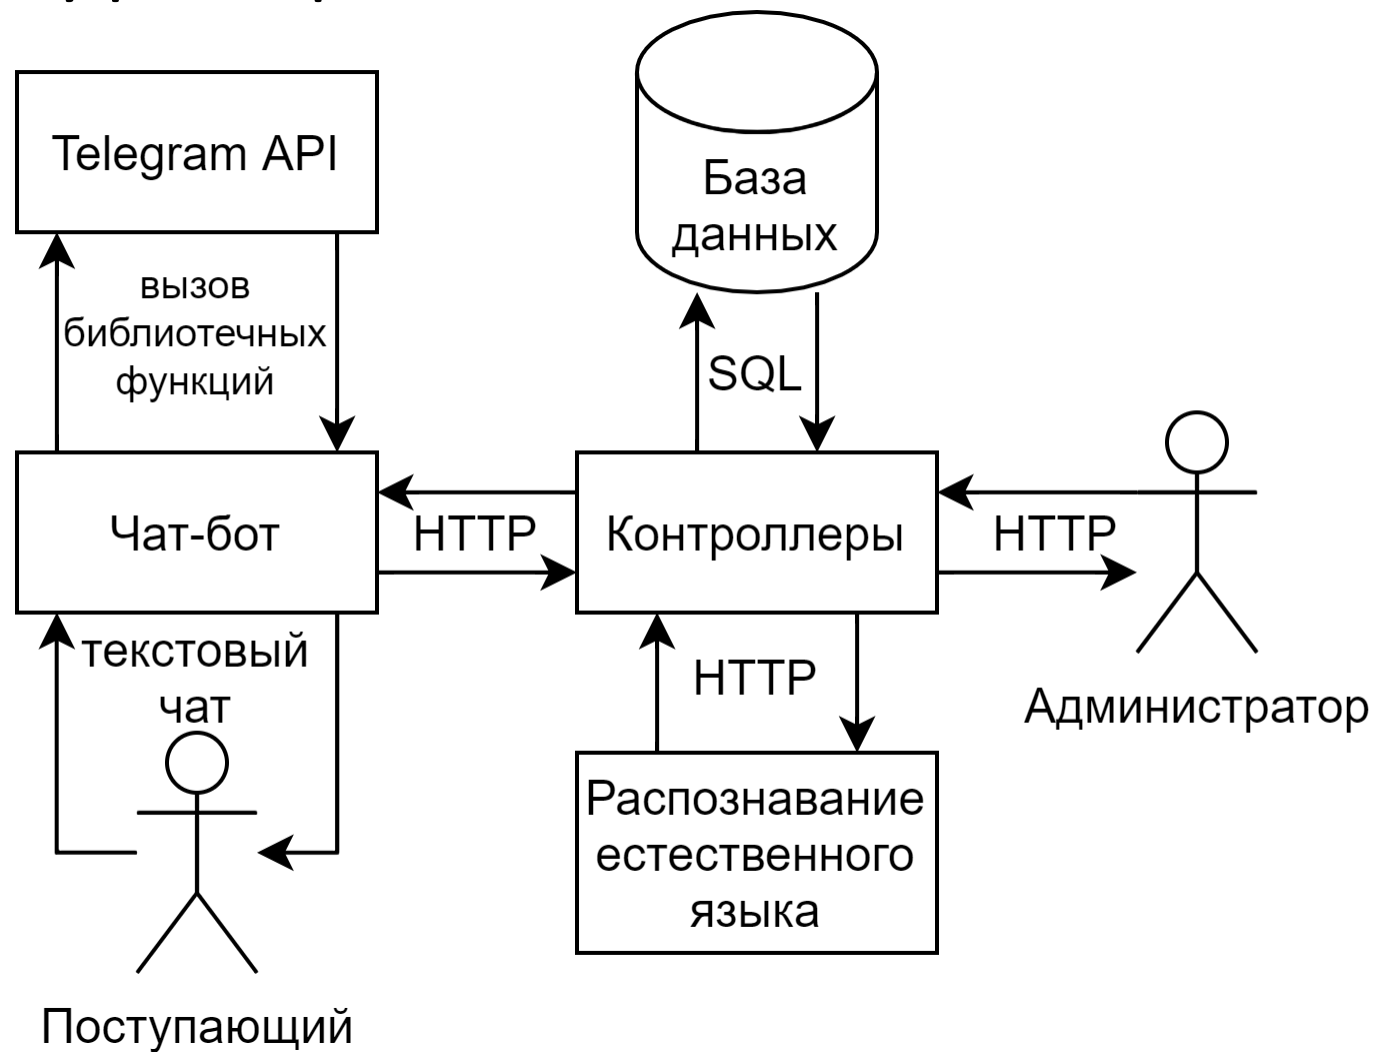 Telegram API
База
данных
вызов
библиотечных
функций
SQL
Чат-бот
HTTP
Контроллеры
HTTP
текстовый
чат
HTTP
Администратор
Распознавание
естественного
языка
Поступающий